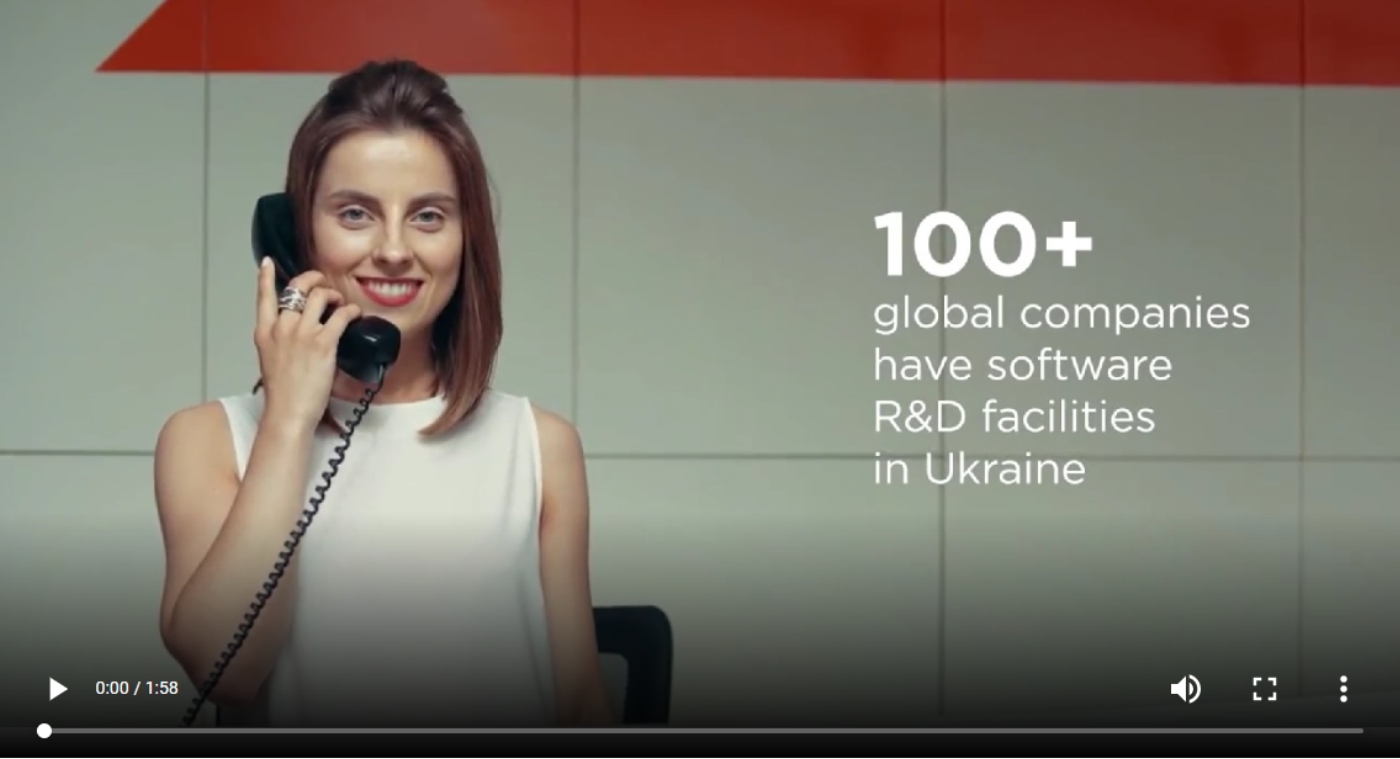 100+
global companies
have software
R&D facilities
in Ukraine
0:00 / 1:58